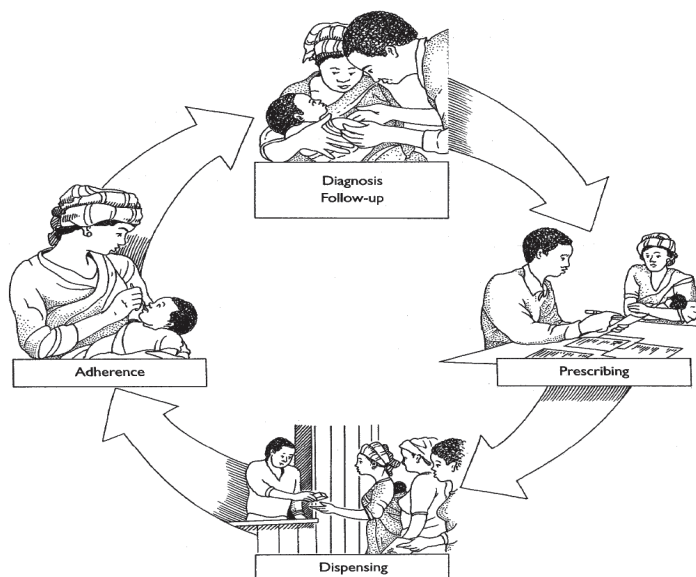 Diagnosis
Follow-up
Prescribing
Dispensing
Adherence